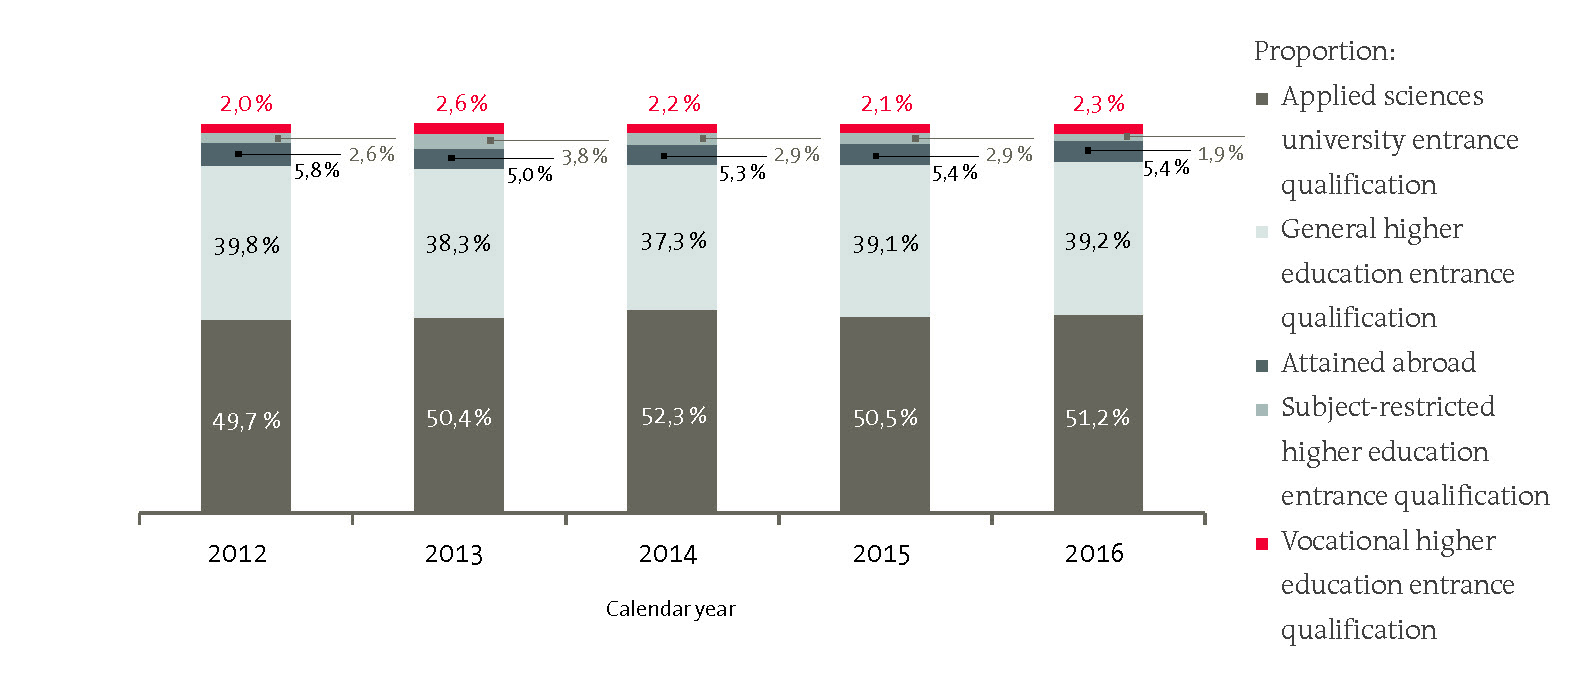 Proportion:
Applied sciences
university entrance
qualification
General higher
education entrance
qualification
Attained abroad
Subject-restricted
higher education
entrance qualification
Vocational higher
education entrance
qualification
2,0 %
2,6 %
2,2 %
2,1 %
2,3 %
2,6 %
3,8 %
2,9 %
2,9 %
1,9 %
5,8 %
5,0 %
5,3 %
5,4 %
5,4 %
39,8 %
38,3 %
37,3 %
39,1 %
39,2 %
49,7 %
50,4 %
52,3 %
50,5 %
51,2 %
2012
2013
2014
2015
2016
Calendar year